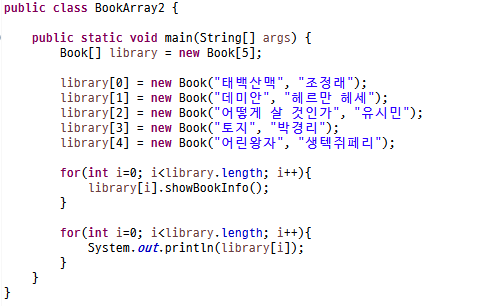 public class BookArray2 {
public static void main(String[] args) {
Book[] library = new Book[5];
library[0] = new Book("태백산맥", "조정래");
library[1] = new Book("데미안", "헤르만 헤세");
library[2] = new Book("어떻게 살 것인가", "유시민");
library[3] = new Book("토지", "박경리");
library[4] = new Book("어린왕자", "생텍쥐페리");
for(int i=0; i<library.length; i++){
library[i].showBookInfo();
}
for(int i=0; i<library.length; i++){
System.out.println(library[i]);
}
}
}